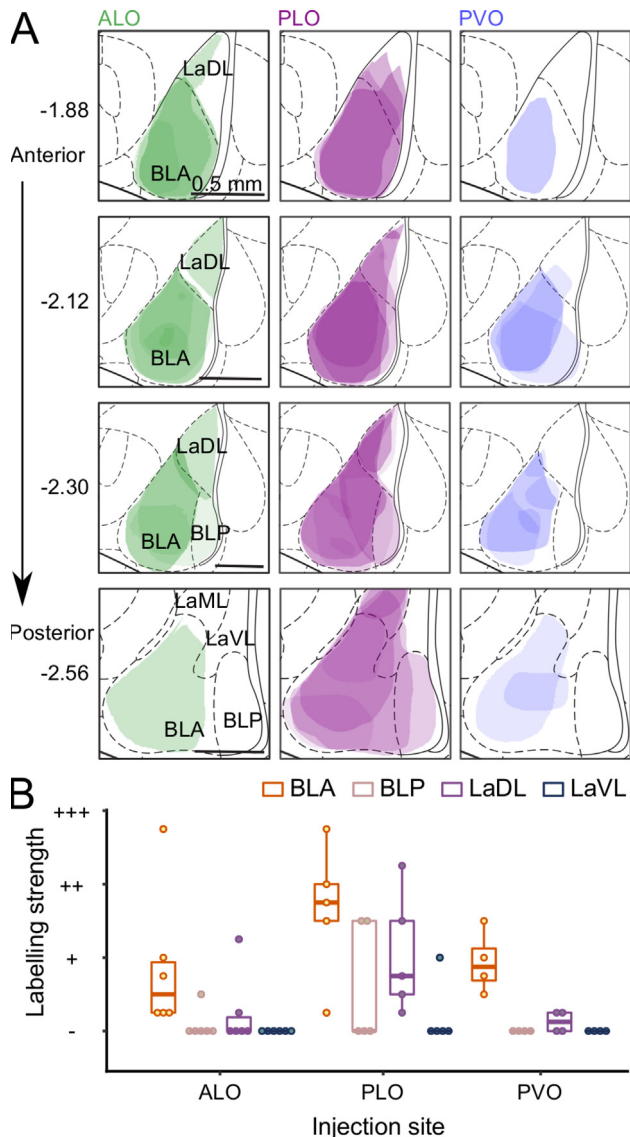 A
ALO
PLO
PVO
-1.88
Anterior
LaDL
BLA
0.5 mm
-2.12
LaDL
BLA
-2.30
LaDL
BLA
BLP
Posterior
-2.56
LaML
LaVL
BLA
BLP
B
BLA
BLP
LaDL
LaVL
Labelling strength
+++
++
+
-
ALO
PLO
PVO
Injection site